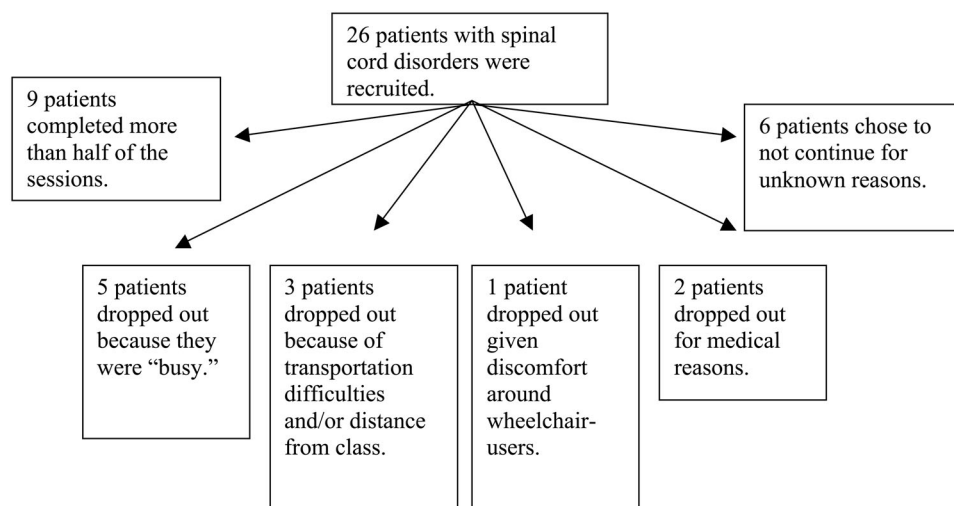 26 patients with spinal
cord disorders were
recruited.
9 patients
completed more
than half of the
sessions.
6 patients chose to
not continue for
unknown reasons.
5 patients
dropped out
because they
were “busy.”
3 patients
dropped out
because of
transportation
difficulties
and/or distance
from class.
1 patient
dropped out
given
discomfort
around
wheelchair-
users.
2 patients
dropped out
for medical
reasons.